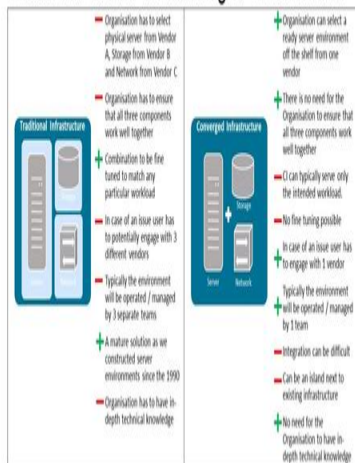 Organisation has to select
physical server from Vendor
A, Storage from Vendor B
and Network from Vendor C
Organisation has to ensure
that all three components
work well together
Traditional Infrastructure
Combination to be fine
tuned to match any
particular workload.
In case of an issue user has
to potentially engage with 3
different vendors
Typically the environment
will be operated / managed
by 3 separate teams
A mature solution as we
constructed server
environments since the 1990
Organisation has to have in-
depth technical knowledge
Organisation can select a
ready server environment
off the shelf from one
vendor
There is no need for the
Organisation to ensure that
all three components work
well together
Converged Infrastructure
Storage
Server
Network
CI can typically serve only
the intended workload.
No fine tuning possible
In case of an issue user has
to engage with 1 vendor
Typically the environment
will be operated / managed
by 1 team
Integration can be difficult
Can be an island next to
existing infrastructure
No need for the
Organisation to have in-
depth technical knowledge